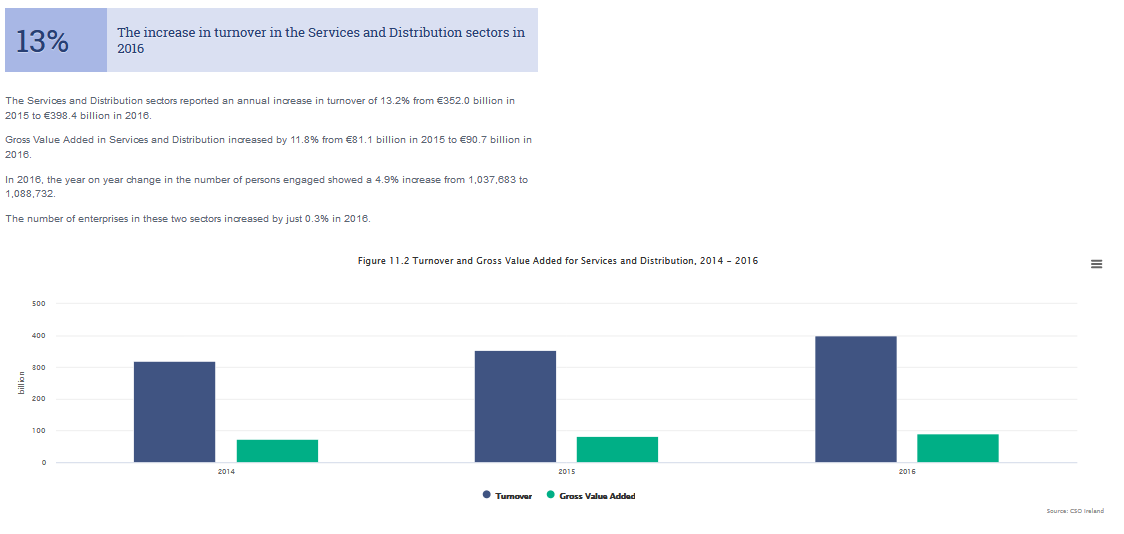 13%
The increase in turnover in the Services and Distribution sectors in
2016
The Services and Distribution sectors reported an annual increase in turnover of 13.2% from €352.0 billion in
2015 to €398.4 billion in 2016.
Gross Value Added in Services and Distribution increased by 11.8% from €81.1 billion in 2015 to €90.7 billion in
2016.
In 2016, the year on year change in the number of persons engaged showed a 4.9% increase from 1,037,683 to
1,088,732.
The number of enterprises in these two sectors increased by just 0.3% in 2016.
Figure 11.2 Turnover and Gross Value Added for Services and Distribution, 2014 - 2016
billion
500
400
300
200
100
0
2014
2015
2016
Turnover
Gross Value Added
Source: CSO Ireland